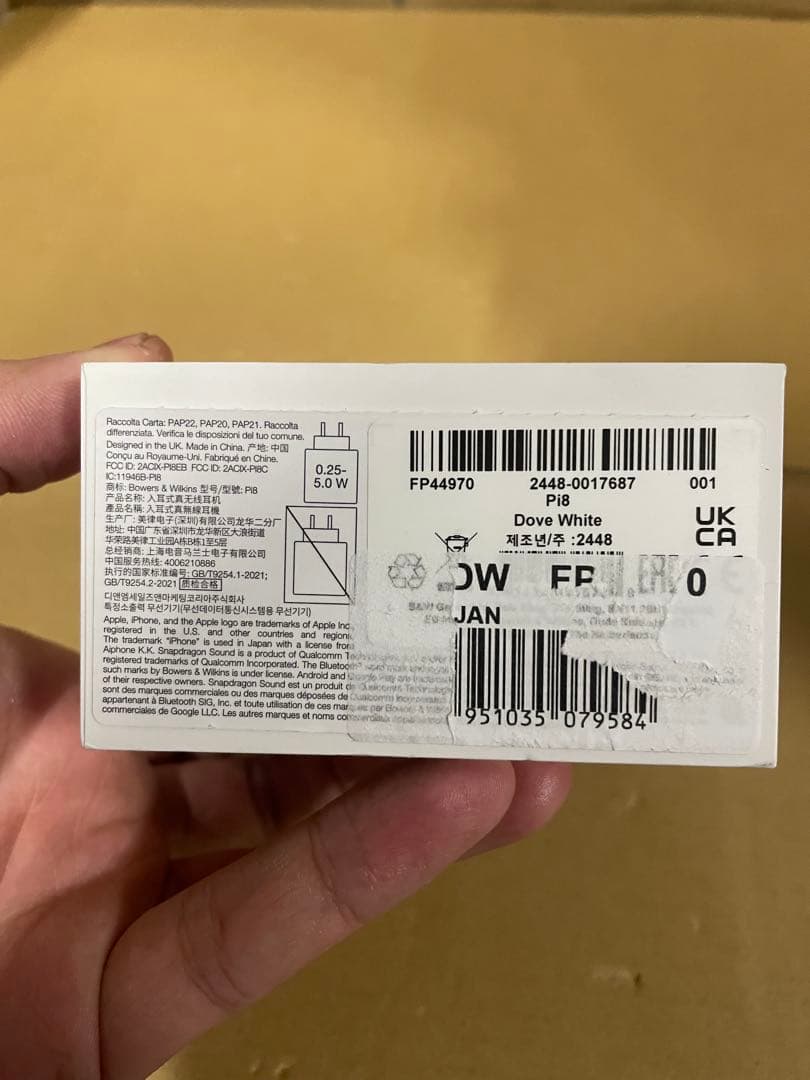 Raccolta Carta: PAP22, PAP20, PAP21. Raccolta
differenziata. Verifica le disposizioni del tuo comune.
Designed in the UK. Made in China. 产地: 中国
Conçu au Royaume-Uni. Fabriqué en Chine.
FCC ID: 2ACIX-PI8EB FCC ID: 2ACIX-PI8C
IC:11946B-PI8
商标: Bowers & Wilkins 型号/型號: Pi8
产品名称: 入耳式真无线耳机
產品名稱: 入耳式真無線耳機
生产厂: 美律电子(深圳)有限公司龙华二分厂
地址: 中国广东省深圳市龙华新区大浪街道
华荣路美律工业园A栋B栋1至5层
总经销商: 上海电音马兰士电子有限公司
中国服务热线: 4006210886
执行的国家标准编号: GB/T9254.1-2021;
GB/T9254.2-2021 质检合格
디앤엠세일즈앤마케팅코리아주식회사
특정소출력 무선기기(무선데이터통신시스템용 무선기기)
Apple, iPhone, and the Apple logo are trademarks of Apple Inc,
registered in the U.S. and other countries and regions.
The trademark "iPhone" is used in Japan with a license from
Aiphone K.K. Snapdragon Sound is a product of Qualcomm
registered trademarks of Qualcomm Incorporated. The Bluetooth
such marks by Bowers & Wilkins is under license. Android and
of their respective owners. Snapdragon Sound est un produit de
sont des marques commerciales ou des marques déposées de
appartenant à Bluetooth SIG, Inc. et toute utilisation de ces
commerciales de Google LLC. Les autres marques et noms
0.25-
5.0 W
FP44970 2448-0017687 001
Pi8
Dove White
제조년/주 :2448
UK
CA
DW FP 0
JAN
951035 079584